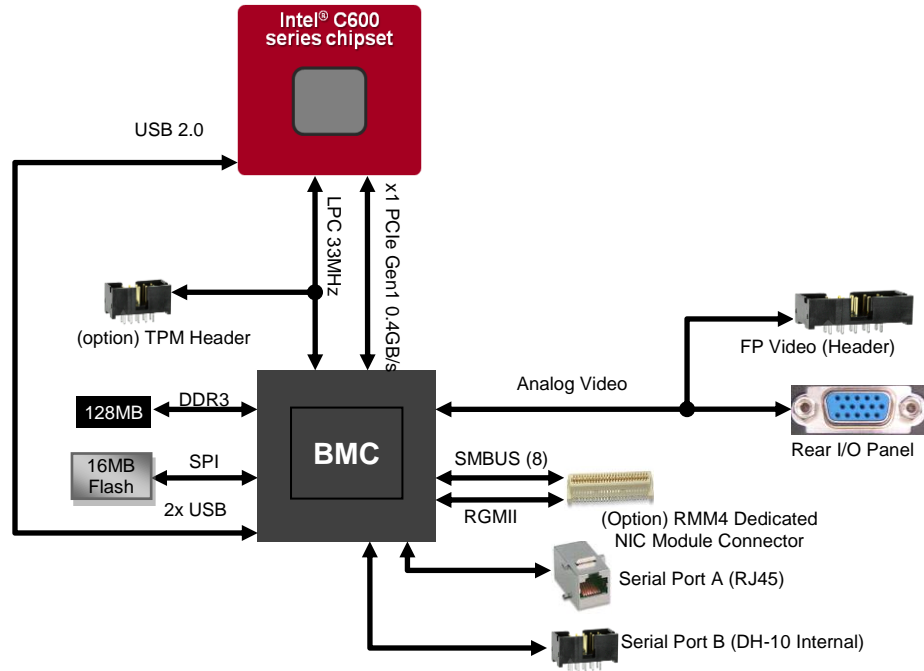 Intel® C600
series chipset
USB 2.0
LPC 33MHz
x1 PCIe Gen1 0.4GB/s
(option) TPM Header
FP Video (Header)
Analog Video
Rear I/O Panel
128MB
DDR3
BMC
16MB
Flash
SPI
2x USB
SMBUS (8)
RGMII
(Option) RMM4 Dedicated
NIC Module Connector
Serial Port A (RJ45)
Serial Port B (DH-10 Internal)